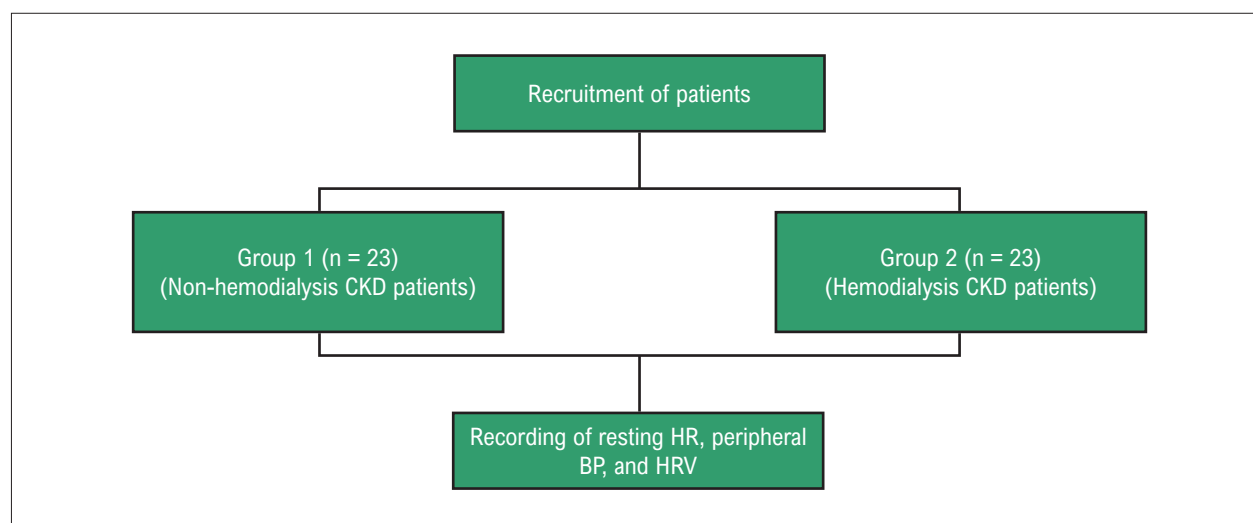 Recruitment of patients
Group 1 (n = 23)
(Non-hemodialysis CKD patients)
Group 2 (n = 23)
(Hemodialysis CKD patients)
Recording of resting HR, peripheral
BP, and HRV